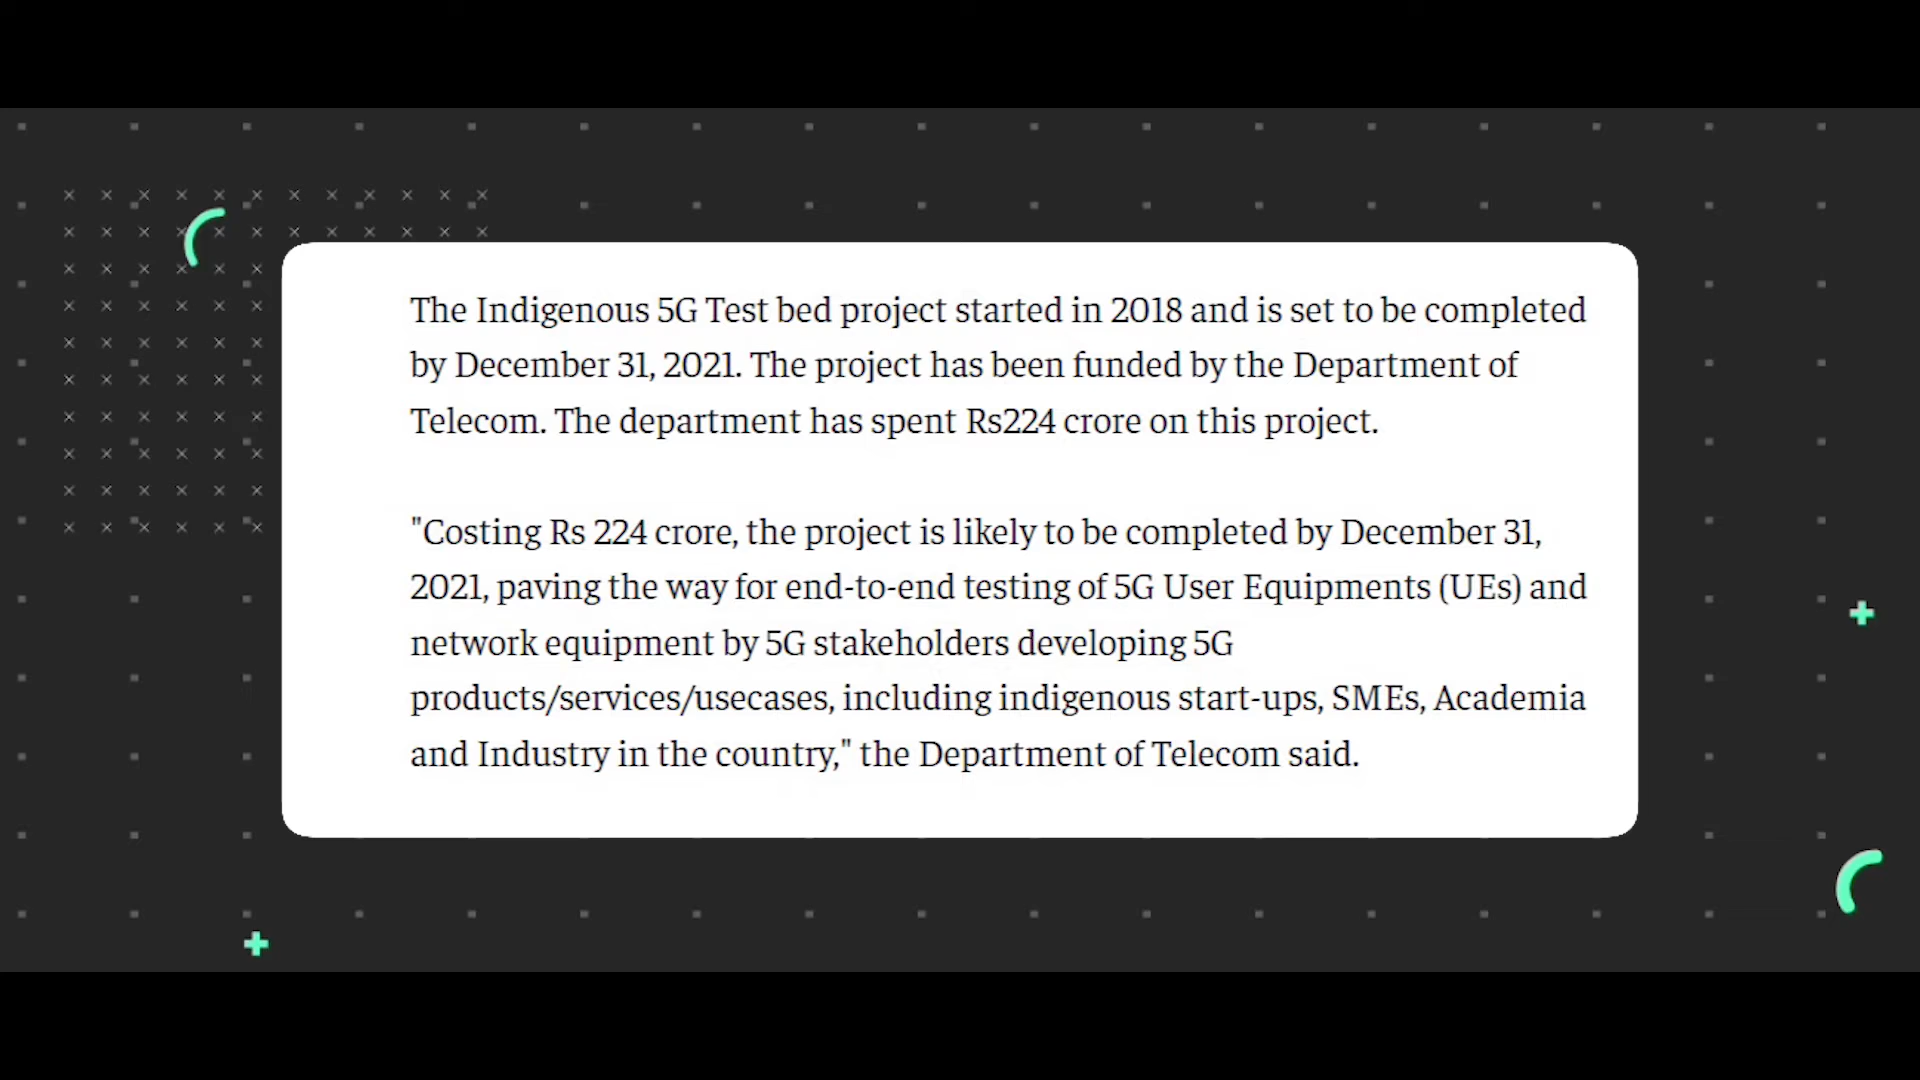 The Indigenous 5G Test bed project started in 2018 and is set to be completed
by December 31, 2021. The project has been funded by the Department of
Telecom. The department has spent Rs224 crore on this project.
"Costing Rs 224 crore, the project is likely to be completed by December 31,
2021, paving the way for end-to-end testing of 5G User Equipments (UEs) and
network equipment by 5G stakeholders developing 5G
products/services/usecases, including indigenous start-ups, SMEs, Academia
and Industry in the country," the Department of Telecom said.